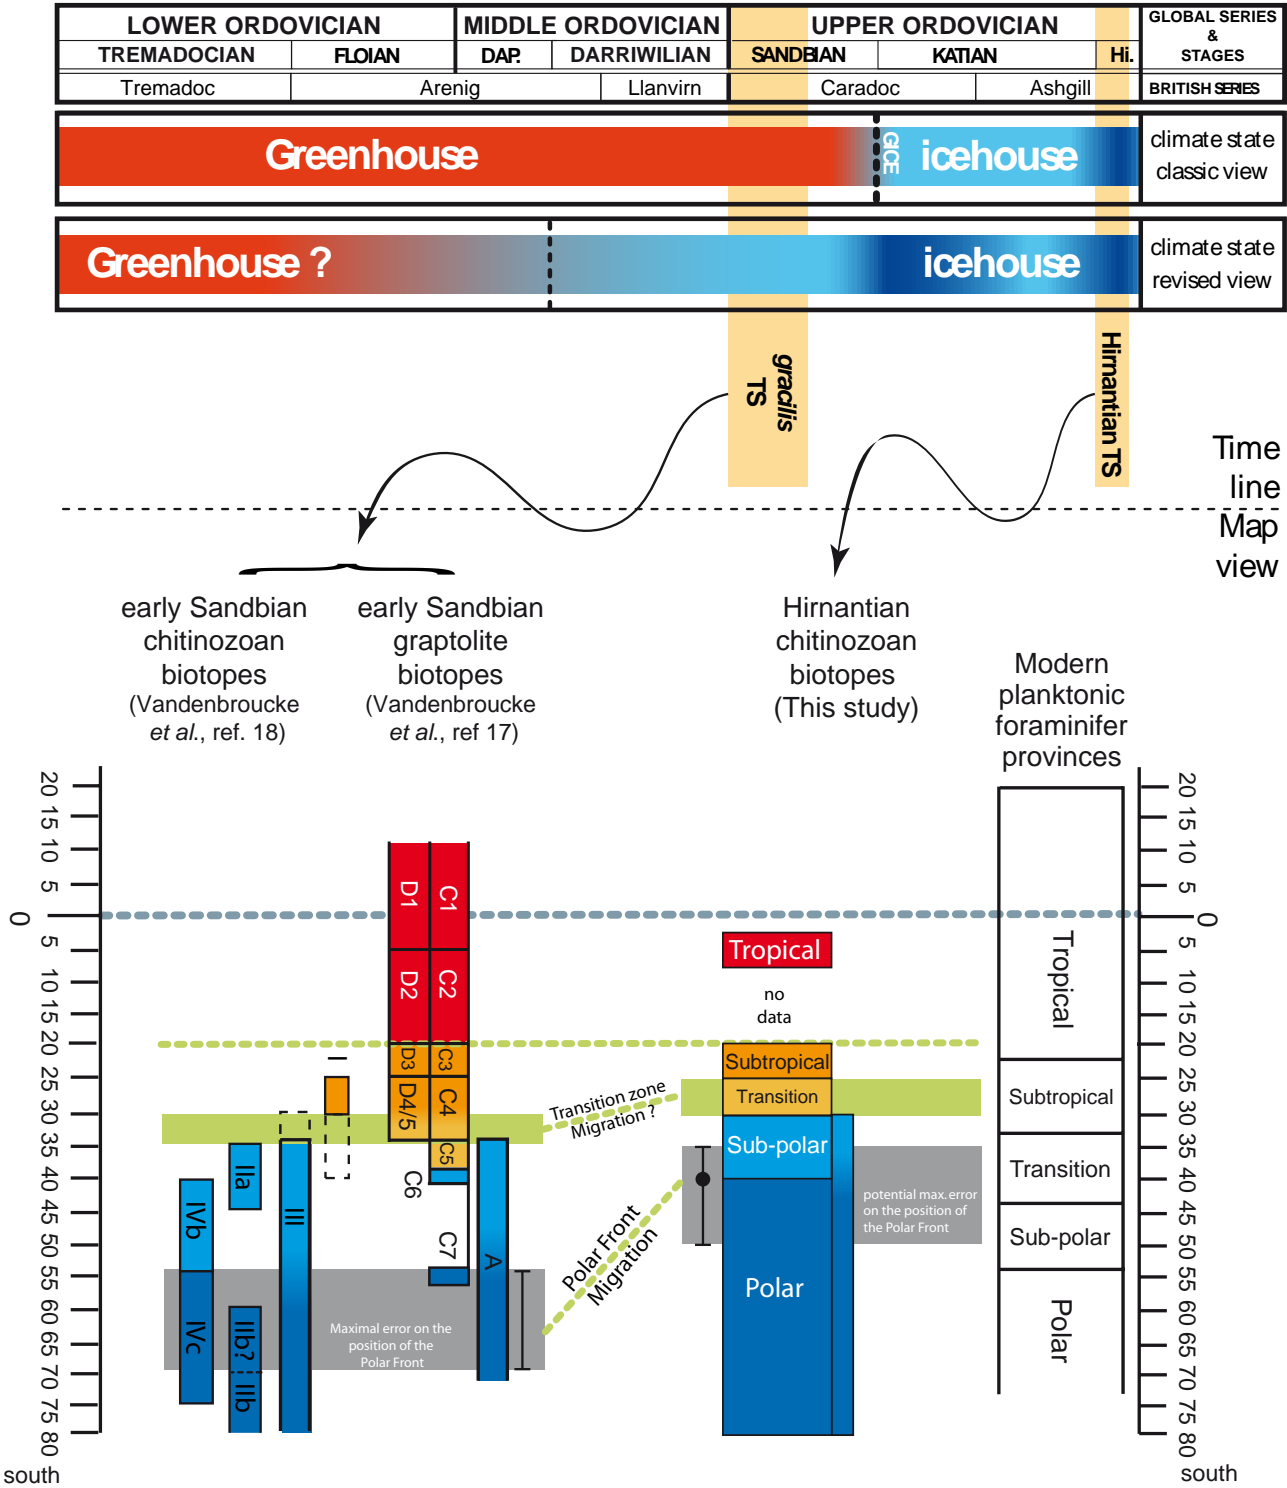 LOWER ORDOVICIAN MIDDLE ORDOVICIAN UPPER ORDOVICIAN GLOBAL SERIES
&
STAGES
TREMADOCIAN FLOIAN DAP. DARRIWILIAN SANDBIAN KATIAN Hi.
Tremadoc Arenig Llanvirn Caradoc Ashgill BRITISH SERIES
Greenhouse GICE icehouse
climate state
classic view
Greenhouse ? icehouse
climate state
revised view
gracilis
TS
Hirnantian TS
Time
line
Map
view
early Sandbian
chitinozoan
biotopes
(Vandenbroucke
et al., ref. 18)
early Sandbian
graptolite
biotopes
(Vandenbroucke
et al., ref 17)
Hirnantian
chitinozoan
biotopes
(This study)
Modern
planktonic
foraminifer
provinces
20
15
10
5
0
5
10
15
20
25
30
35
40
45
50
55
60
65
70
75
80
south
IVb
IVc
IIa
IIb?
IIb
III
I
D1
D2
D3
D4/5
C1
C2
C3
C4
C5
C6
C7
A
Maximal error on the
position of the
Polar Front
Transition zone
Migration ?
Polar Front
Migration
Tropical
no
data
Subtropical
Transition
Sub-polar
Polar
potential max. error
on the position of
the Polar Front
Tropical
Subtropical
Transition
Sub-polar
Polar
20
15
10
5
0
5
10
15
20
25
30
35
40
45
50
55
60
65
70
75
80
south